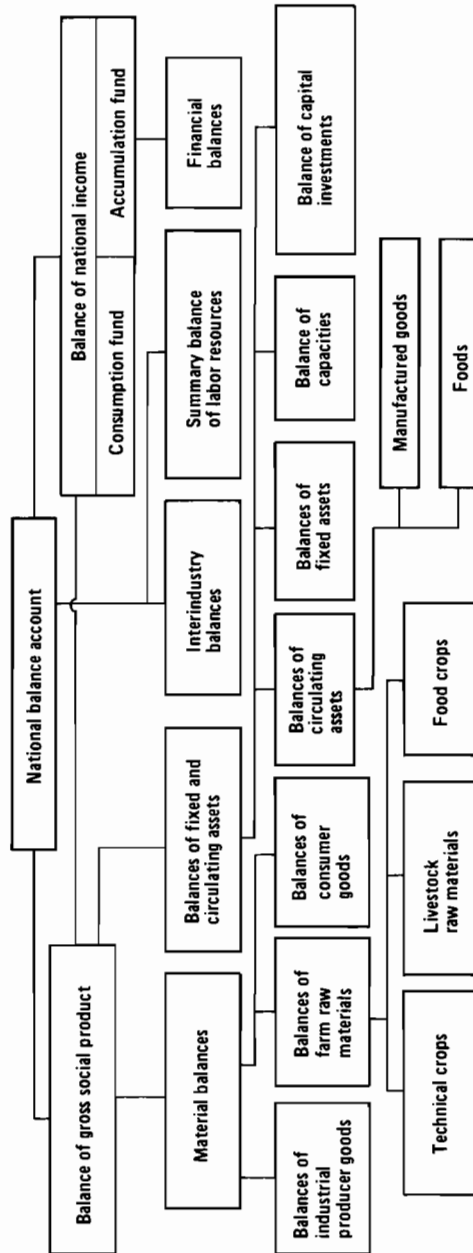 National balance account
Balance of gross social product
Balance of national income
Consumption fund
Accumulation fund
Material balances
Balances of fixed and
circulating assets
Interindustry
balances
Summary balance
of labor resources
Financial
balances
Balances of
industrial
producer goods
Balances of
farm raw
materials
Balances of
consumer
goods
Balances of
circulating
assets
Balances of
fixed assets
Balance of
capacities
Balance of capital
investments
Technical crops
Livestock
raw materials
Food crops
Manufactured goods
Foods